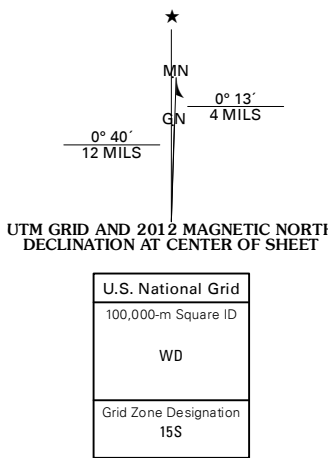 ★
MN
0° 13´
4 MILS
GN
0° 40´
12 MILS
UTM GRID AND 2012 MAGNETIC NORTH
DECLINATION AT CENTER OF SHEET
U.S. National Grid
100,000-m Square ID
WD
Grid Zone Designation
15S